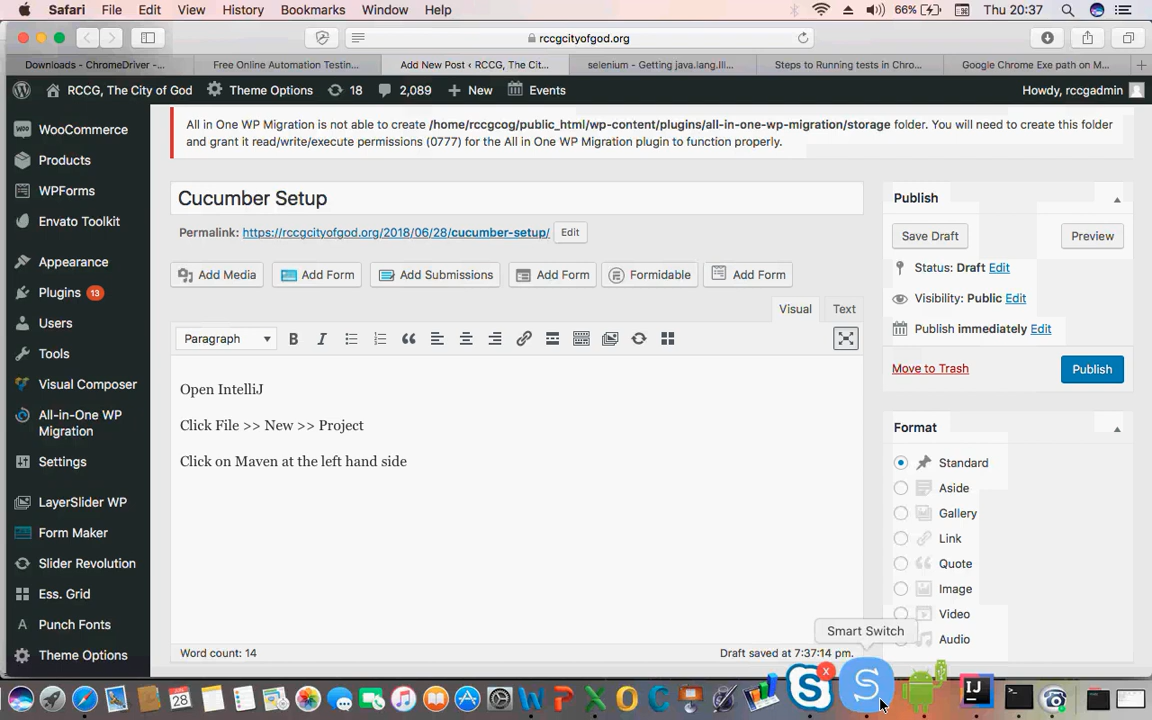 Safari File Edit View History Bookmarks Window Help 66% Thu 20:37
rccgcityofgod.org
Downloads - ChromeDriver -... Free Online Automation Testin... Add New Post ‹ RCCG, The Cit... selenium - Getting java.lang.Ill... Steps to Running tests in Chro... Google Chrome Exe path on M...
RCCG, The City of God Theme Options 18 2,089 New Events Howdy, rccgadmin
WooCommerce
Products
WPForms
Envato Toolkit
Appearance
Plugins 13
Users
Tools
Visual Composer
All-in-One WP
Migration
Settings
LayerSlider WP
Form Maker
Slider Revolution
Ess. Grid
Punch Fonts
Theme Options
All in One WP Migration is not able to create /home/rccgcog/public_html/wp-content/plugins/all-in-one-wp-migration/storage folder. You will need to create this folder
and grant it read/write/execute permissions (0777) for the All in One WP Migration plugin to function properly.
Cucumber Setup
Permalink: https://rccgcityofgod.org/2018/06/28/cucumber-setup/ Edit
Add Media Add Form Add Submissions Add Form Formidable Add Form
Visual Text
Paragraph B I
Open IntelliJ
Click File >> New >> Project
Click on Maven at the left hand side
Word count: 14 Draft saved at 7:37:14 pm.
Publish
Save Draft Preview
Status: Draft Edit
Visibility: Public Edit
Publish immediately Edit
Move to Trash Publish
Format
Standard
Aside
Gallery
Link
Quote
Image
Video
Audio
Smart Switch
28
IJ